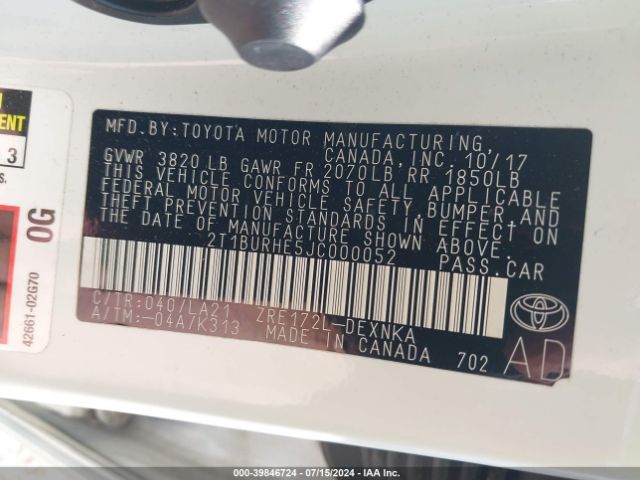 MFD.BY:TOYOTA MOTOR MANUFACTURING,
CANADA, INC. 10/17
GVWR 3820 LB GAWR FR 2070LB RR 1850LB
THIS VEHICLE CONFORMS TO ALL APPLICABLE
FEDERAL MOTOR VEHICLE SAFETY, BUMPER, AND
THEFT PREVENTION STANDARDS IN EFFECT ON
THE DATE OF MANUFACTURE SHOWN ABOVE.
2T1BURHE5JC000052 PASS.CAR
C/TR:040/LA21 ZRE172L-DEXNKA
A/TM:-04A/K313 MADE IN CANADA 702
AD
ENT
3
s.
0G
42661-02G70
000-39846724 - 07/15/2024 - IAA Inc.